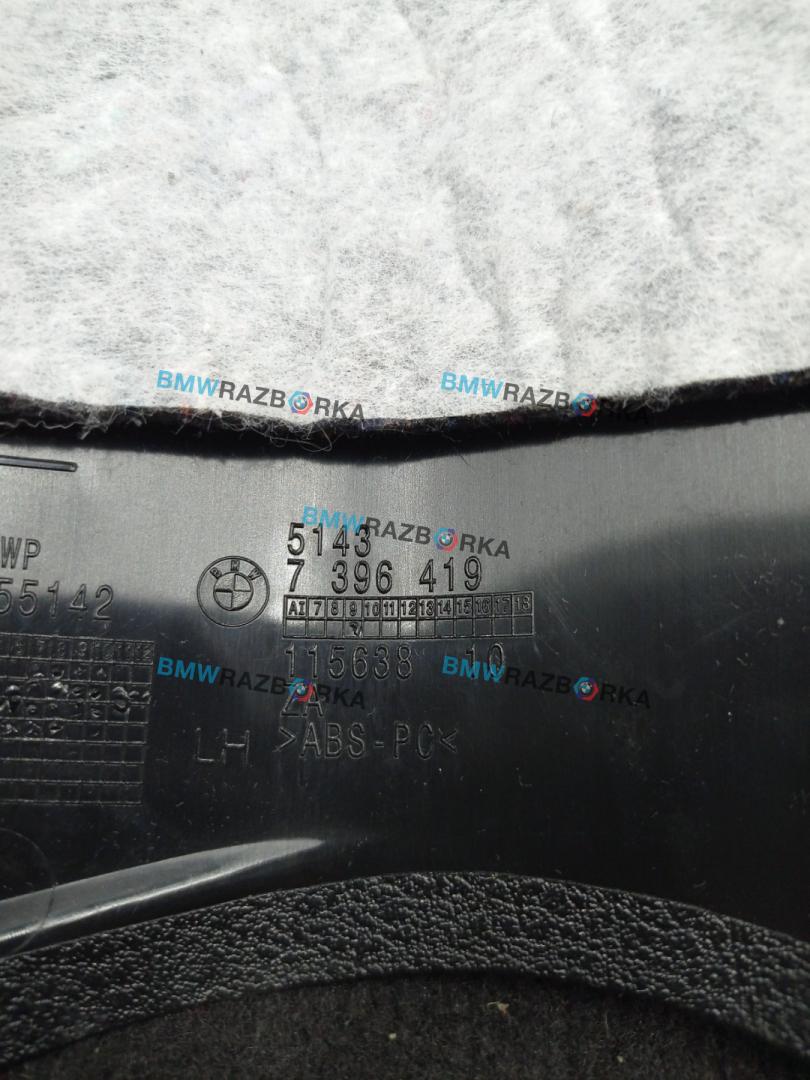 BMWRAZBORKA
BMWRAZBORKA
BMWRAZBORKA
5143
7 396 419
BMW
WP
55142
AI 7 8 9 10 11 12 13 14 15 16 17 18
115638 10
BMWRAZBORKA
BMWRAZBORKA
ZA
LH >ABS-PC<